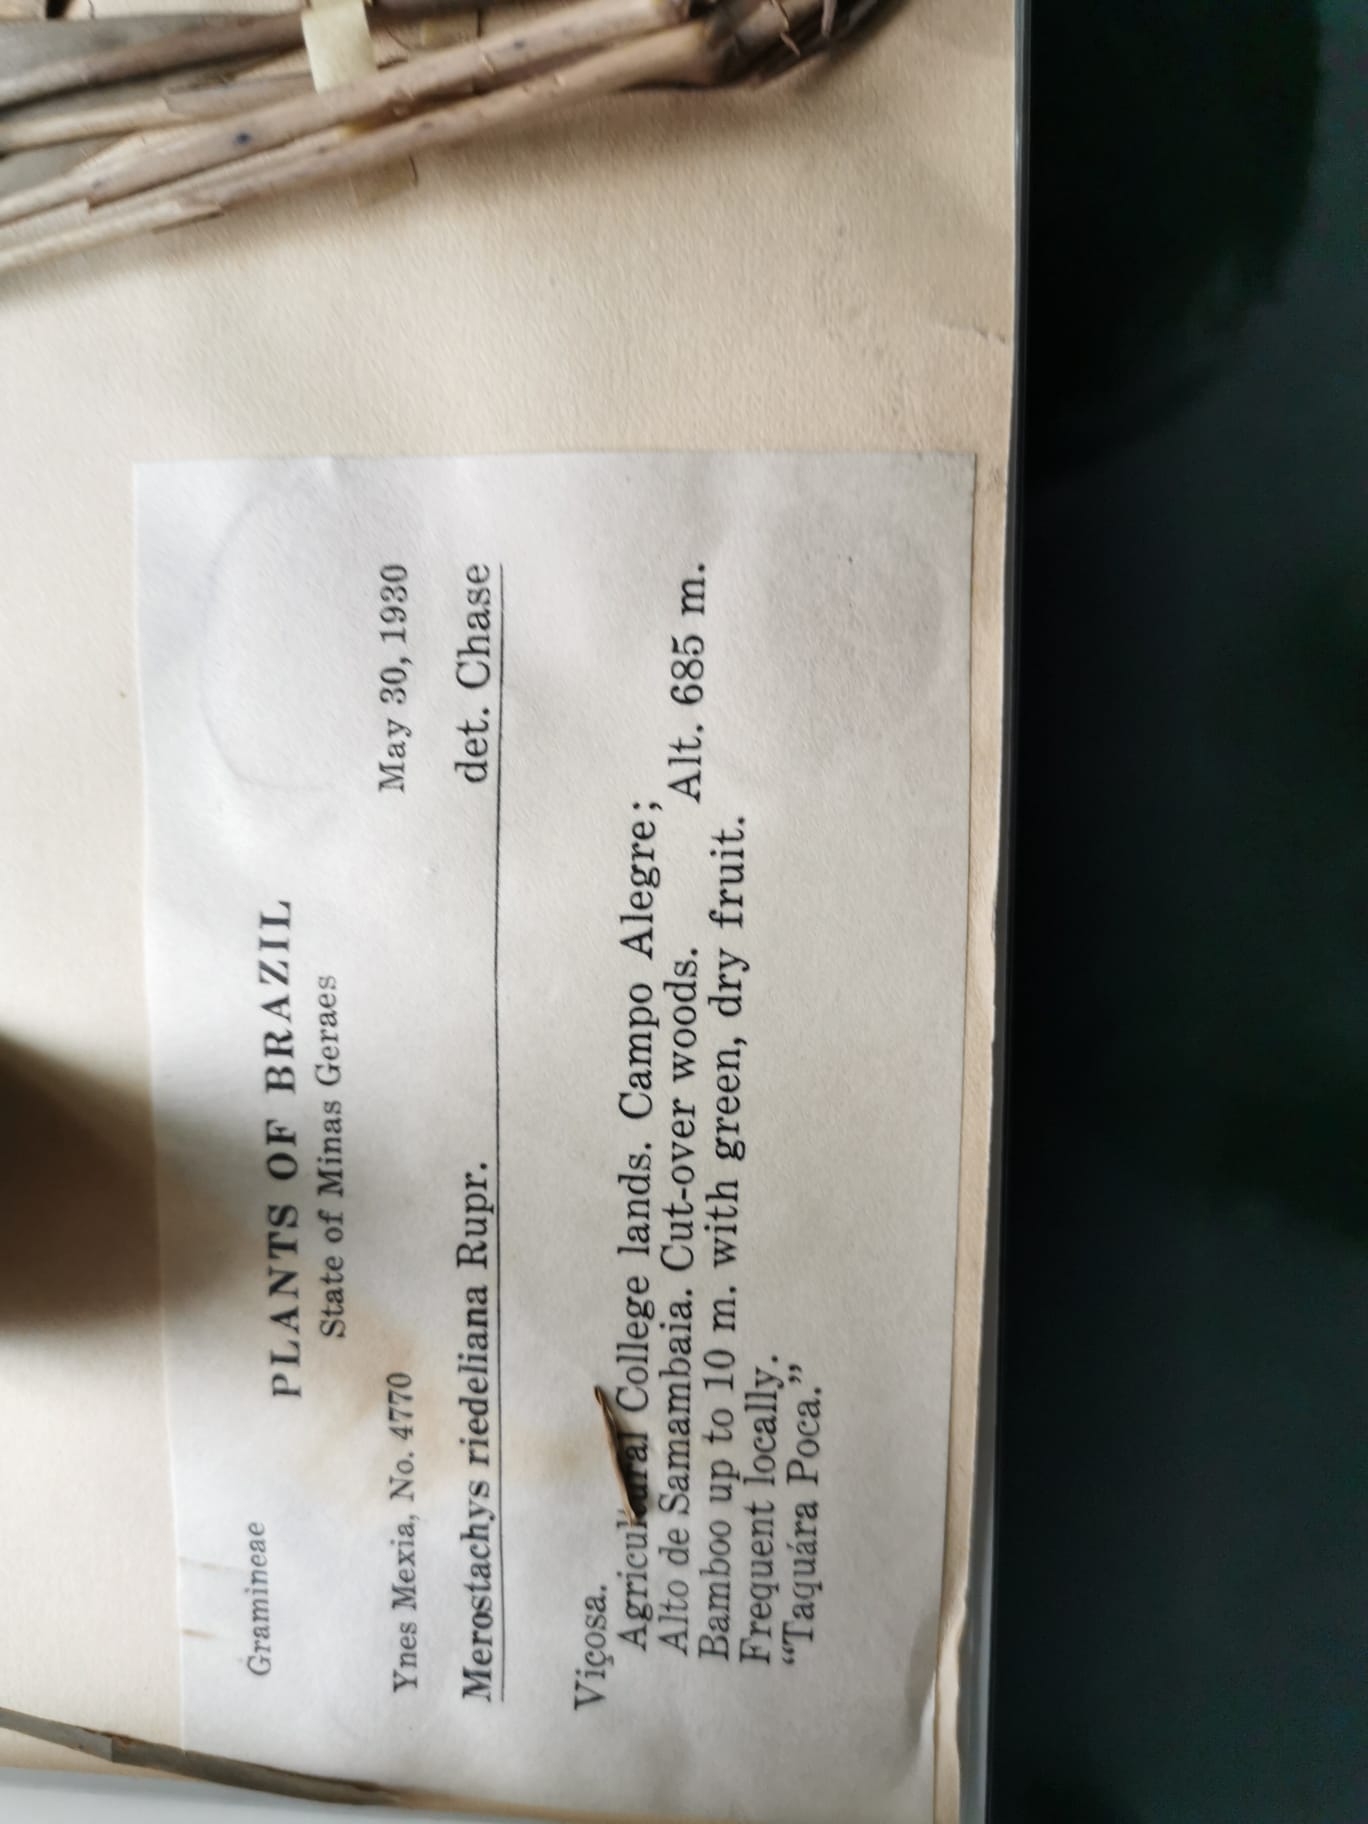 Gramineae
PLANTS OF BRAZIL
State of Minas Geraes
Ynes Mexia, No. 4770 May 30, 1930
Merostachys riedeliana Rupr. det. Chase
Viçosa.
Agricultural College lands. Campo Alegre;
Alto de Samambaia. Cut-over woods. Alt. 685 m.
Bamboo up to 10 m. with green, dry fruit.
Frequent locally.
“Taquára Poca.”